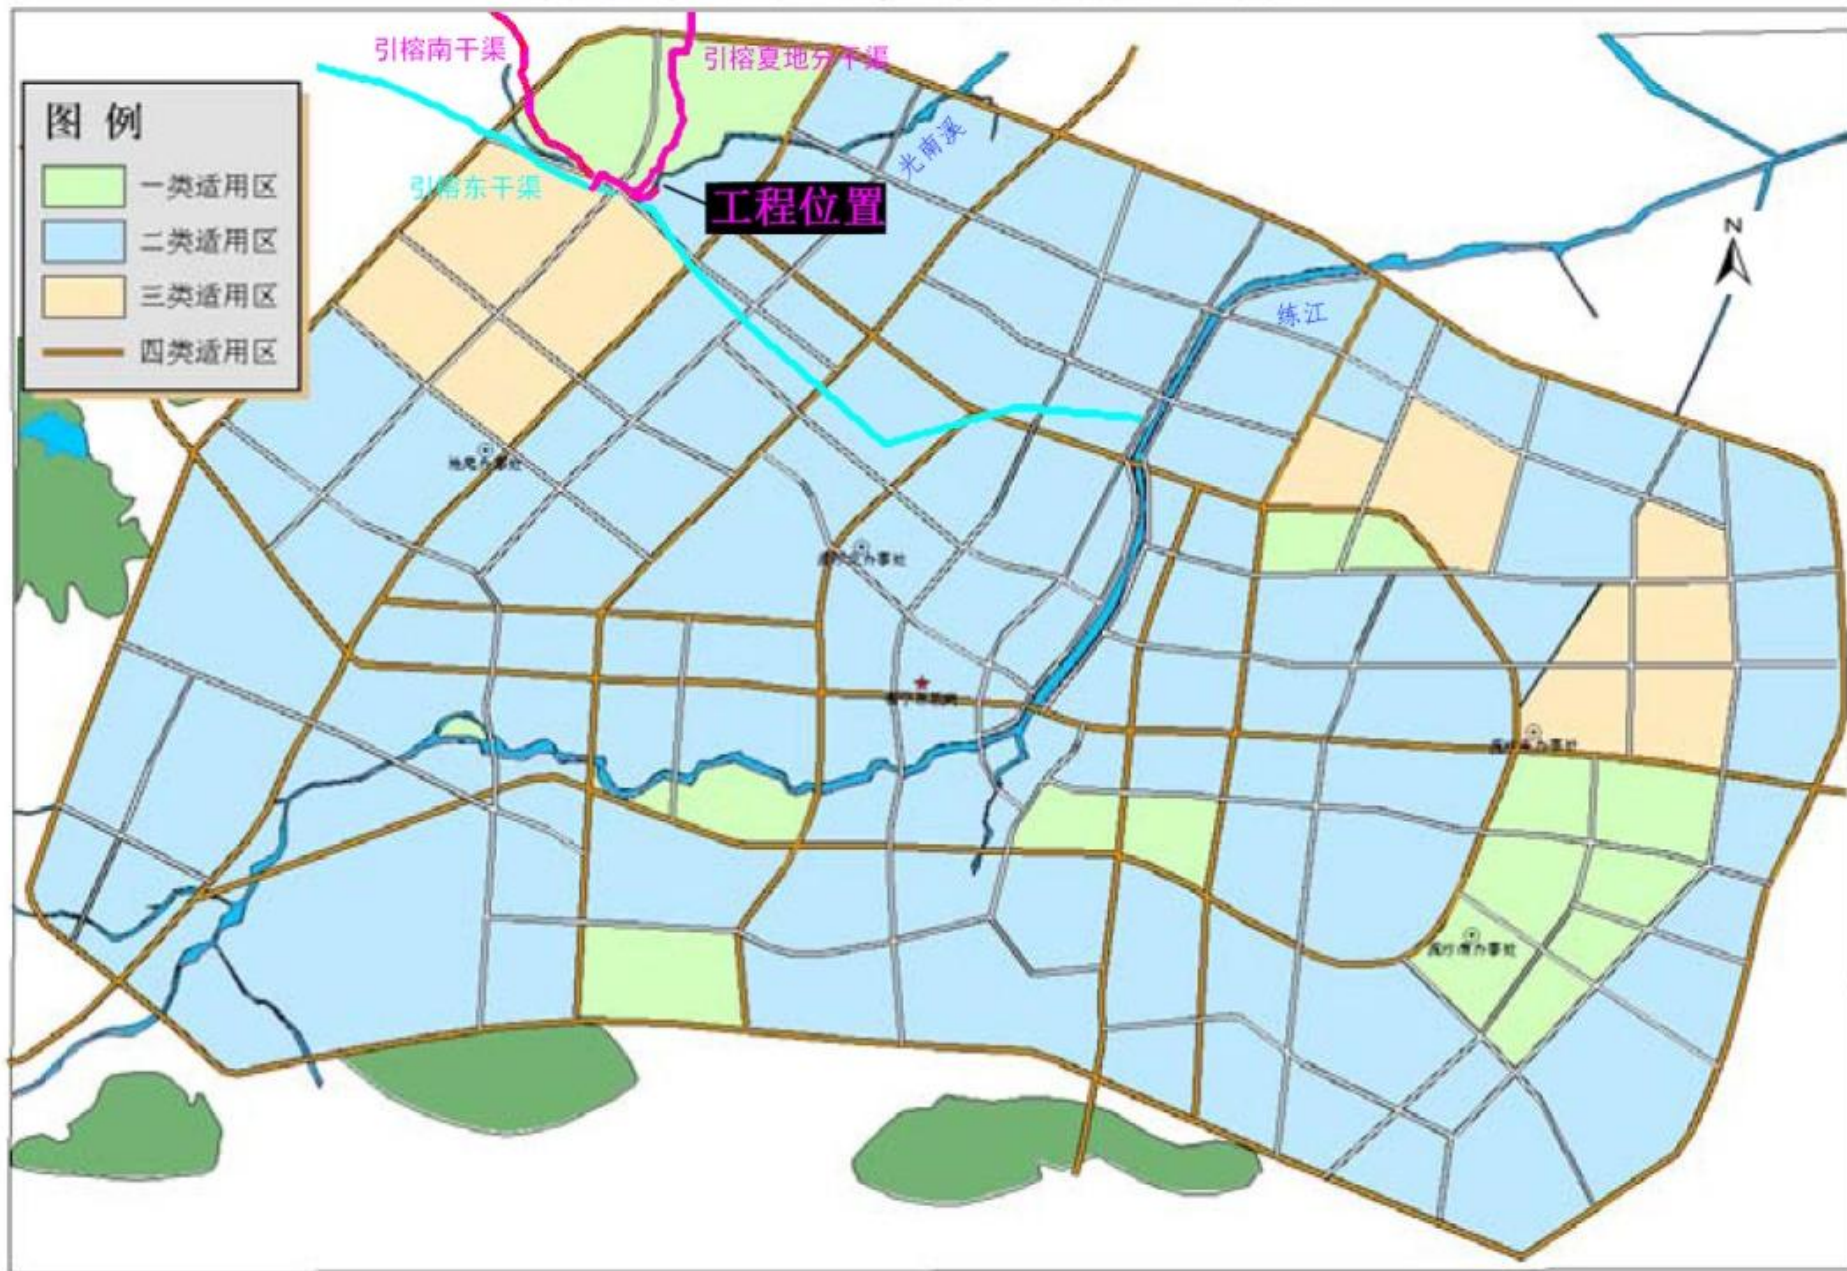 引榕南干渠
引榕夏地分干渠
图 例
一类适用区
二类适用区
三类适用区
四类适用区
引榕东干渠
光南溪
工程位置
N
练江